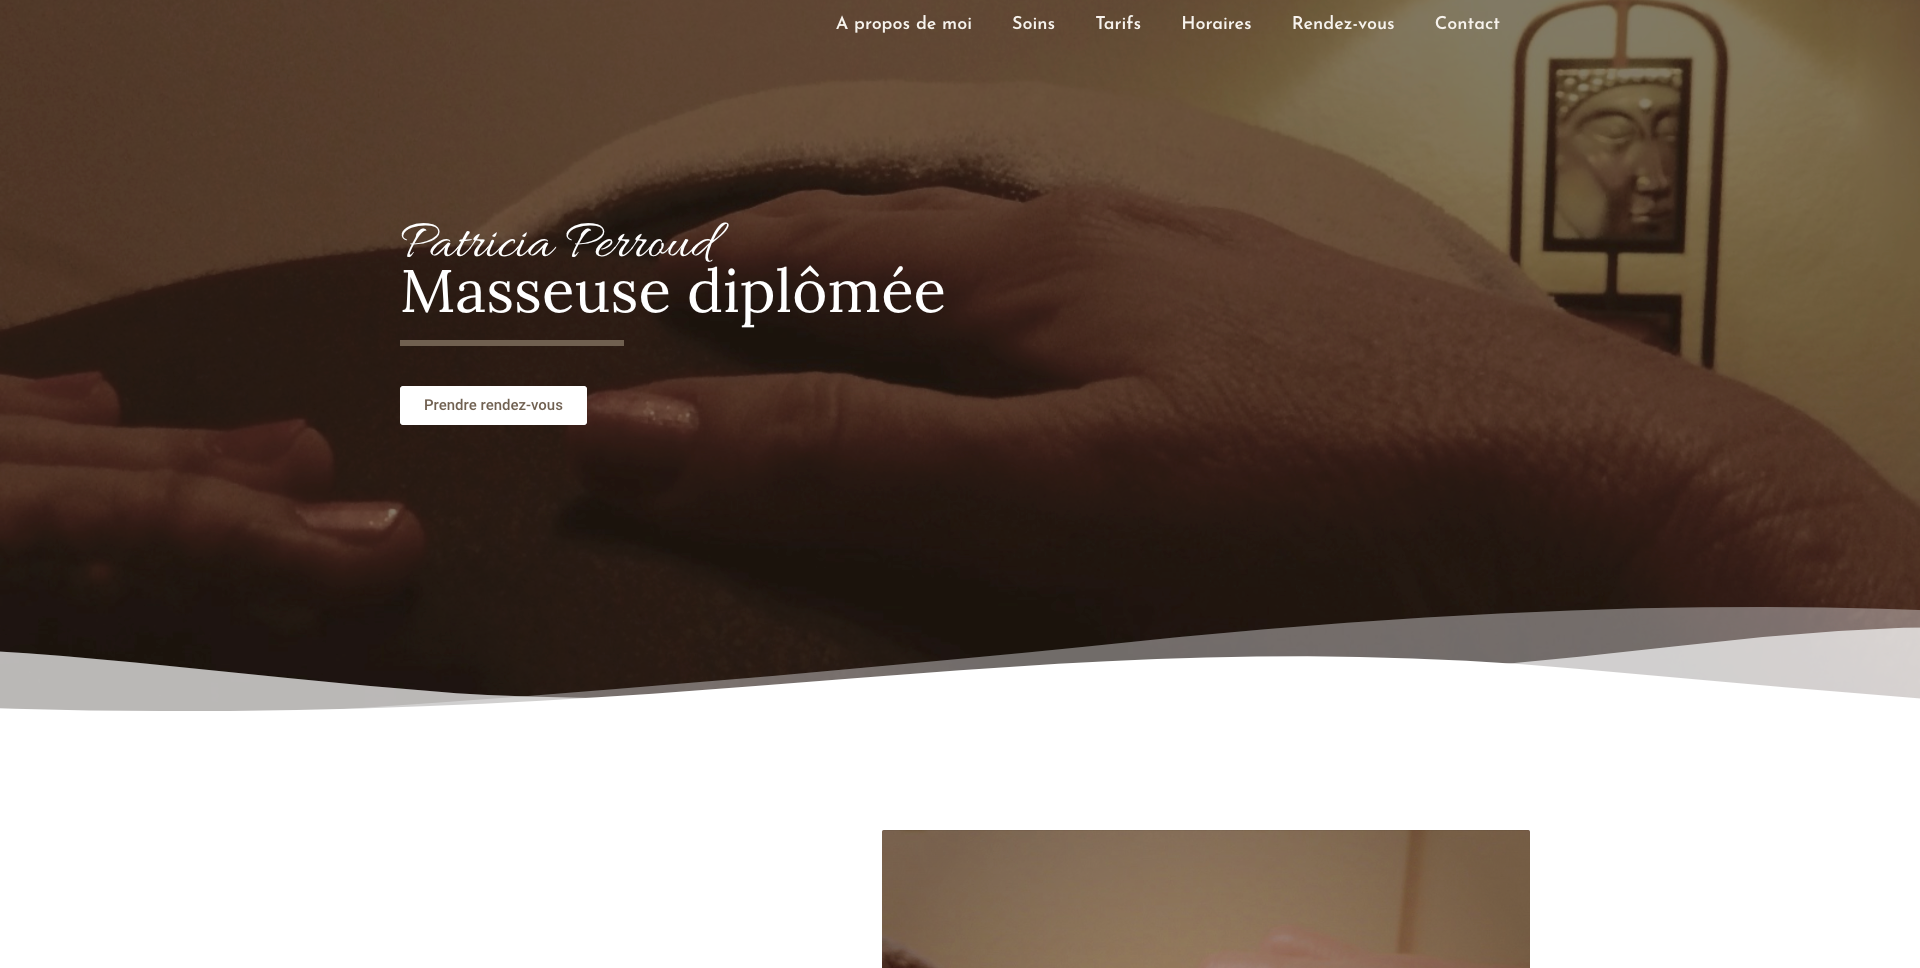 A propos de moi
Soins
Tarifs
Horaires
Rendez-vous
Contact
Patricia Perroud
Masseuse diplômée
Prendre rendez-vous